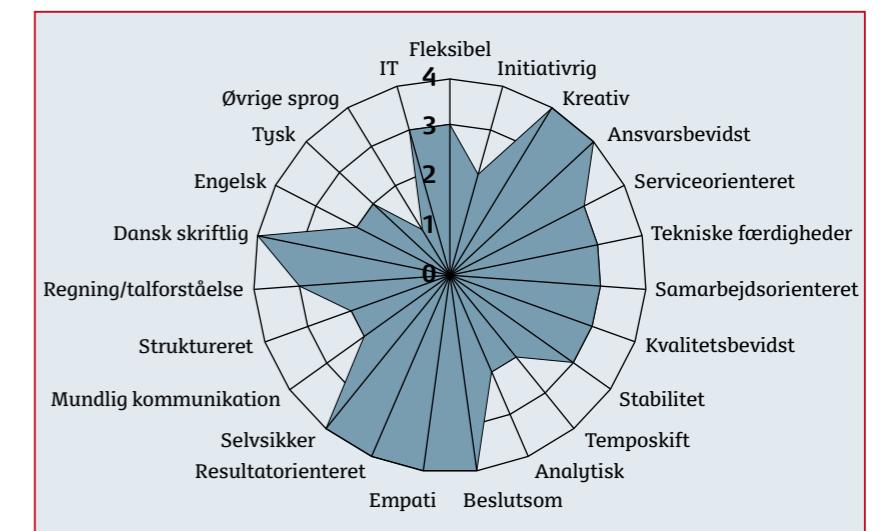 Fleksibel
Initiativrig
Kreativ
Ansvarsbevidst
Serviceorienteret
Tekniske færdigheder
Samarbejdsorienteret
Kvalitetsbevidst
Stabilitet
Temposkift
Analytisk
Beslutsom
Empati
Resultatorienteret
Selvsikker
Mundlig kommunikation
Struktureret
Regning/talforståelse
Dansk skriftlig
Engelsk
Tysk
Øvrige sprog
IT
4
3
2
1
0